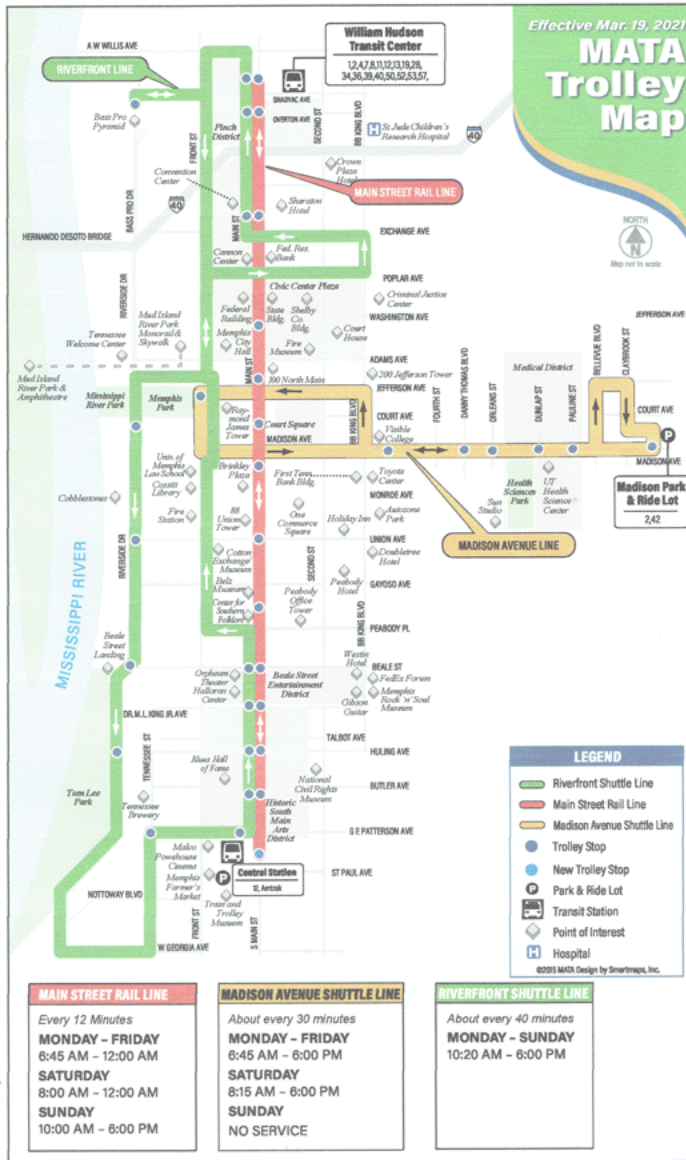 Effective Mar. 19, 2021
MATA
Trolley
Map
William Hudson
Transit Center
1,2,4,7,8,11,12,13,19,28,
34,36,39,40,50,52,53,57,
A W WILLIS AVE
RIVERFRONT LINE
SHADYAC AVE
OVERTON AVE
Bass Pro
Pyramid
Pinch
District
FRONT ST
SECOND ST
BB KING BLVD
St Jude Children's
Research Hospital
H
40
Convention
Center
Crown
Plaza
Hotel
MAIN STREET RAIL LINE
BASS PRO DR
40
MAIN ST
Sheraton
Hotel
NORTH
N
Map not to scale
HERNANDO DESOTO BRIDGE
EXCHANGE AVE
Cannon
Center
Fed. Res.
Bank
POPLAR AVE
RIVERSIDE DR
Civic Center Plaza
Criminal Justice
Center
Federal
Building
State
Bldg.
Shelby
Co.
Bldg.
WASHINGTON AVE
JEFFERSON AVE
Mud Island
River Park
Monorail &
Skywalk
Tennessee
Welcome Center
Memphis
City
Hall
Fire
Museum
Court
House
BELLEVUE BLVD
CLAYBROOK ST
Mud Island
River Park &
Amphitheatre
MAIN ST
100 North Main
ADAMS AVE
200 Jefferson Tower
JEFFERSON AVE
FOURTH ST
DANNY THOMAS BLVD
ORLEANS ST
Medical District
DUNLAP ST
PAULINE ST
Mississippi
River Park
Memphis
Park
Ray-
mond
James
Tower
Court Square
BB KING BLVD
COURT AVE
COURT AVE
Visible
College
MADISON AVE
P
MADISON AVE
Univ. of
Memphis
Law School
Cossitt
Library
Brinkley
Plaza
First Tenn
Bank Bldg.
Toyota
Center
MONROE AVE
Health
Sciences
Park
UT
Health
Science
Center
Madison Park
& Ride Lot
2,42
Cobblestones
Fire
Station
88
Union
Tower
One
Commerce
Square
Holiday Inn
Autozone
Park
Sun
Studio
UNION AVE
MADISON AVENUE LINE
RIVERSIDE DR
Cotton
Exchange
Museum
SECOND ST
Doubletree
Hotel
MISSISSIPPI RIVER
Belz
Museum
Peabody
Hotel
GAYOSO AVE
Center for
Southern
Folklore
Peabody
Office
Tower
BB KING BLVD
PEABODY PL
Beale
Street
Landing
Westin
Hotel
BEALE ST
Orpheum
Theater
Halloran
Center
Beale Street
Entertainment
District
FedEx Forum
Gibson
Guitar
Memphis
Rock 'n' Soul
Museum
DR. M.L. KING JR. AVE
TALBOT AVE
TENNESSEE ST
HULING AVE
Blues Hall
of Fame
National
Civil Rights
Museum
BUTLER AVE
Tom Lee
Park
Tennessee
Brewery
Historic
South
Main
Arts
District
G E PATTERSON AVE
Malco
Powerhouse
Cinema
Memphis
Farmer's
Market
P
Central Station
12, Amtrak
ST PAUL AVE
NOTTOWAY BLVD
FRONT ST
Train and
Trolley
Musuem
S MAIN ST
W GEORGIA AVE
LEGEND
Riverfront Shuttle Line
Main Street Rail Line
Madison Avenue Shuttle Line
Trolley Stop
New Trolley Stop
P Park & Ride Lot
Transit Station
Point of Interest
H Hospital
©2015 MATA Design by Smartmaps, Inc.
MAIN STREET RAIL LINE
Every 12 Minutes
MONDAY – FRIDAY
6:45 AM – 12:00 AM
SATURDAY
8:00 AM – 12:00 AM
SUNDAY
10:00 AM – 6:00 PM
MADISON AVENUE SHUTTLE LINE
About every 30 minutes
MONDAY – FRIDAY
6:45 AM – 6:00 PM
SATURDAY
8:15 AM – 6:00 PM
SUNDAY
NO SERVICE
RIVERFRONT SHUTTLE LINE
About every 40 minutes
MONDAY – SUNDAY
10:20 AM – 6:00 PM